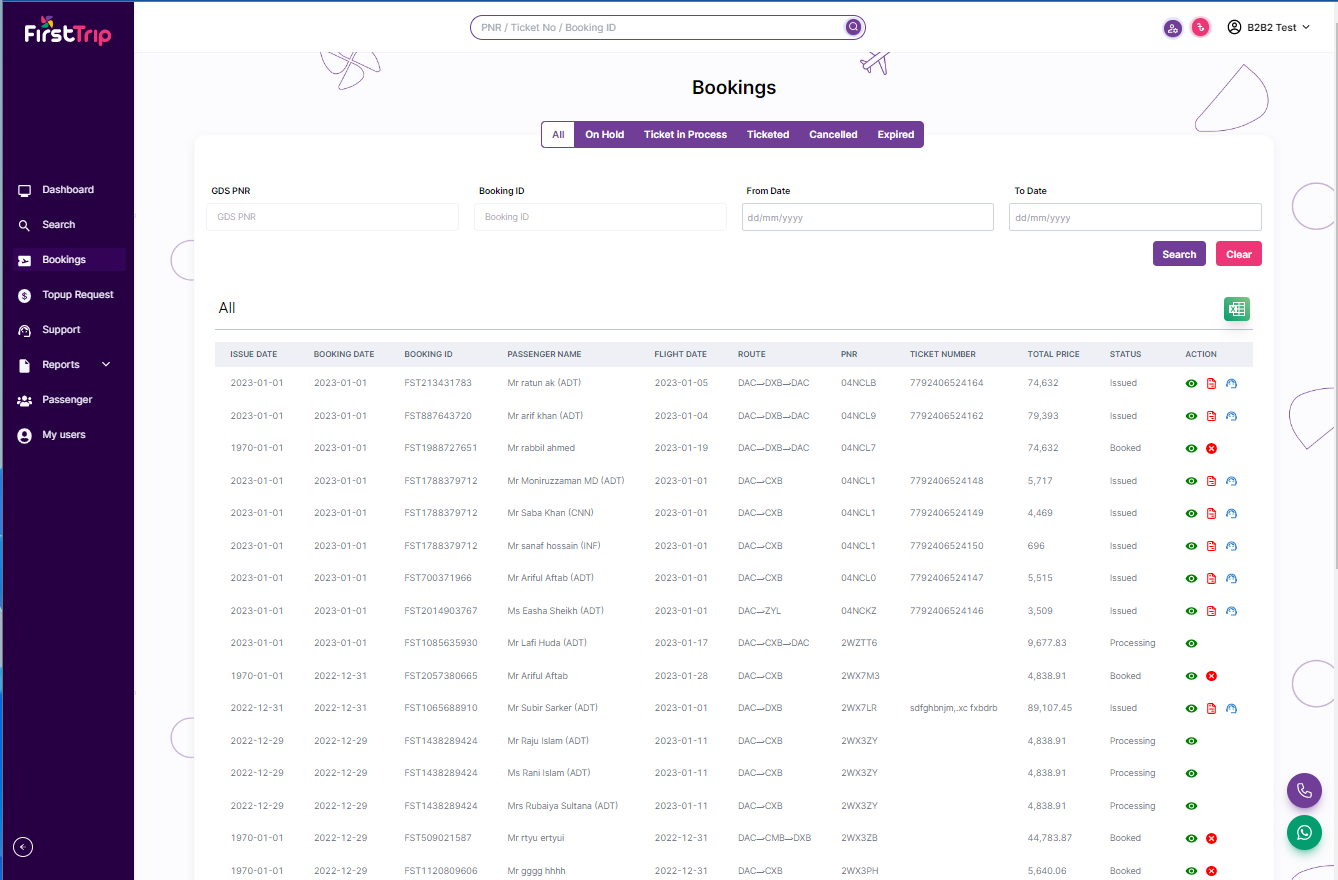 FirstTrip
PNR / Ticket No / Booking ID
B2B2 Test
Dashboard
Search
Bookings
Topup Request
Support
Reports
Passenger
My users
Bookings
All On Hold Ticket in Process Ticketed Cancelled Expired
GDS PNR Booking ID From Date To Date
GDS PNR Booking ID dd/mm/yyyy dd/mm/yyyy
Search Clear
All
ISSUE DATE BOOKING DATE BOOKING ID PASSENGER NAME FLIGHT DATE ROUTE PNR TICKET NUMBER TOTAL PRICE STATUS ACTION
2023-01-01 2023-01-01 FST213431783 Mr ratun ak (ADT) 2023-01-05 DAC→DXB→DAC 04NCLB 7792406524164 74,632 Issued
2023-01-01 2023-01-01 FST887643720 Mr arif khan (ADT) 2023-01-04 DAC→DXB→DAC 04NCL9 7792406524162 79,393 Issued
1970-01-01 2023-01-01 FST1988727651 Mr rabbil ahmed 2023-01-19 DAC→DXB→DAC 04NCL7 74,632 Booked
2023-01-01 2023-01-01 FST1788379712 Mr Moniruzzaman MD (ADT) 2023-01-01 DAC→CXB 04NCL1 7792406524148 5,717 Issued
2023-01-01 2023-01-01 FST1788379712 Mr Saba Khan (CNN) 2023-01-01 DAC→CXB 04NCL1 7792406524149 4,469 Issued
2023-01-01 2023-01-01 FST1788379712 Mr sanaf hossain (INF) 2023-01-01 DAC→CXB 04NCL1 7792406524150 696 Issued
2023-01-01 2023-01-01 FST700371966 Mr Ariful Aftab (ADT) 2023-01-01 DAC→CXB 04NCL0 7792406524147 5,515 Issued
2023-01-01 2023-01-01 FST2014903767 Ms Easha Sheikh (ADT) 2023-01-01 DAC→ZYL 04NCKZ 7792406524146 3,509 Issued
2023-01-01 2023-01-01 FST1085635930 Mr Lafi Huda (ADT) 2023-01-17 DAC→CXB→DAC 2WZTT6 9,677.83 Processing
1970-01-01 2022-12-31 FST2057380665 Mr Ariful Aftab 2023-01-28 DAC→CXB 2WX7M3 4,838.91 Booked
2022-12-31 2022-12-31 FST1065688910 Mr Subir Sarker (ADT) 2023-01-01 DAC→DXB 2WX7LR sdfghbnjm,.xc fxbdrb 89,107.45 Issued
2022-12-29 2022-12-29 FST1438289424 Mr Raju Islam (ADT) 2023-01-11 DAC→CXB 2WX3ZY 4,838.91 Processing
2022-12-29 2022-12-29 FST1438289424 Ms Rani Islam (ADT) 2023-01-11 DAC→CXB 2WX3ZY 4,838.91 Processing
2022-12-29 2022-12-29 FST1438289424 Mrs Rubaiya Sultana (ADT) 2023-01-11 DAC→CXB 2WX3ZY 4,838.91 Processing
1970-01-01 2022-12-29 FST509021587 Mr rtyu ertyui 2022-12-31 DAC→CMB→DXB 2WX3ZB 44,783.87 Booked
1970-01-01 2022-12-29 FST1120809606 Mr gggg hhhh 2022-12-31 DAC→CXB 2WX3PH 5,640.06 Booked